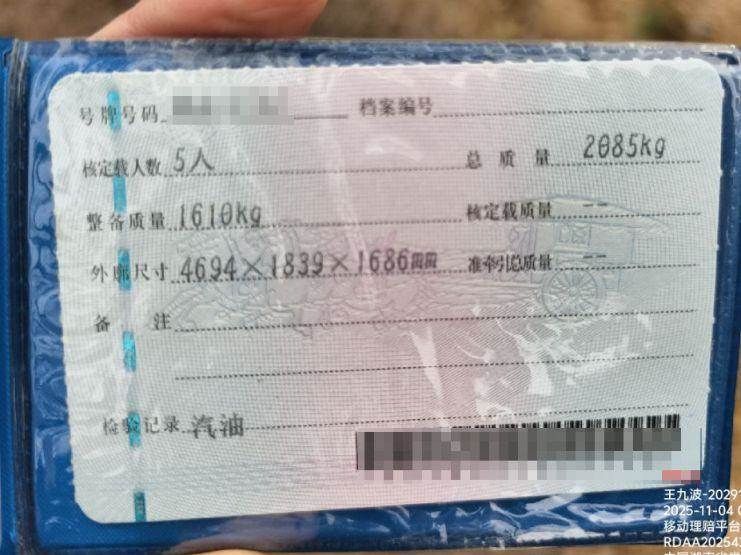 号牌号码 档案编号
核定载人数 5人 总质量 2085kg
整备质量 1610kg 核定载质量 --
外廓尺寸 4694×1839×1686mm 准牵引总质量 --
备注
检验记录 汽油
王九波-2029
2025-11-04
移动理赔平台
RDAA20254